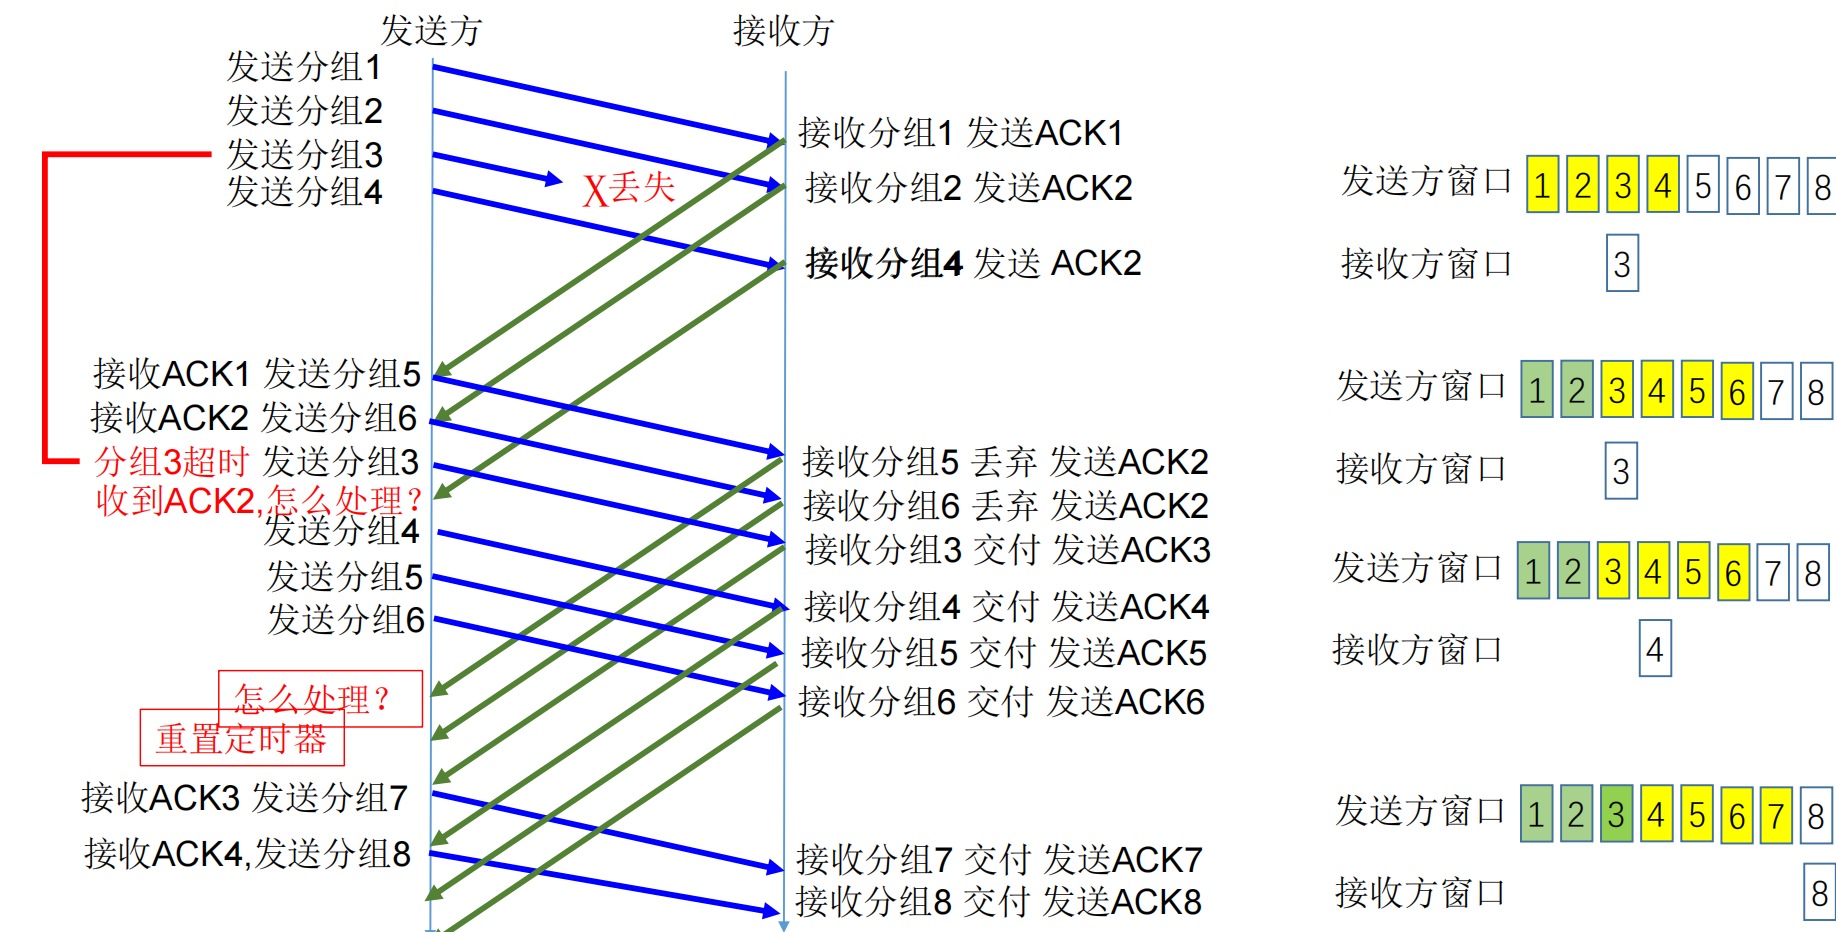 发送方
接收方
发送分组1
发送分组2
发送分组3
发送分组4
X丢失
接收分组1 发送ACK1
接收分组2 发送ACK2
接收分组4 发送 ACK2
接收ACK1 发送分组5
接收ACK2 发送分组6
分组3超时 发送分组3
收到ACK2,怎么处理?
发送分组4
发送分组5
发送分组6
怎么处理?
重置定时器
接收ACK3 发送分组7
接收ACK4,发送分组8
接收分组5 丢弃 发送ACK2
接收分组6 丢弃 发送ACK2
接收分组3 交付 发送ACK3
接收分组4 交付 发送ACK4
接收分组5 交付 发送ACK5
接收分组6 交付 发送ACK6
接收分组7 交付 发送ACK7
接收分组8 交付 发送ACK8
发送方窗口 1 2 3 4 5 6 7 8
接收方窗口 3
发送方窗口 1 2 3 4 5 6 7 8
接收方窗口 3
发送方窗口 1 2 3 4 5 6 7 8
接收方窗口 4
发送方窗口 1 2 3 4 5 6 7 8
接收方窗口 8